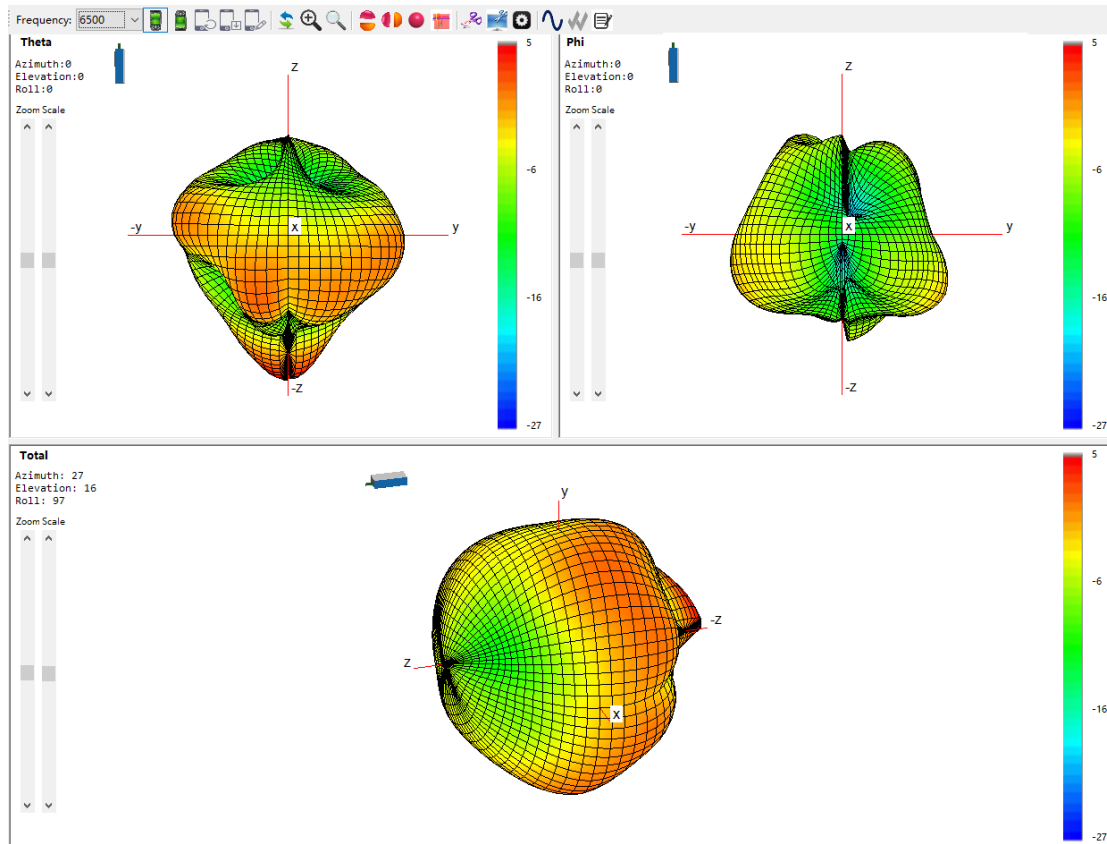 Frequency: 6500
Theta
Azimuth:0
Elevation:0
Roll:0
Zoom Scale
Z
-y
X
y
-Z
5
-6
-16
-27
Phi
Azimuth:0
Elevation:0
Roll:0
Zoom Scale
Z
-y
X
y
-Z
5
-6
-16
-27
Total
Azimuth: 27
Elevation: 16
Roll: 97
Zoom Scale
y
-Z
Z
X
5
-6
-16
-27